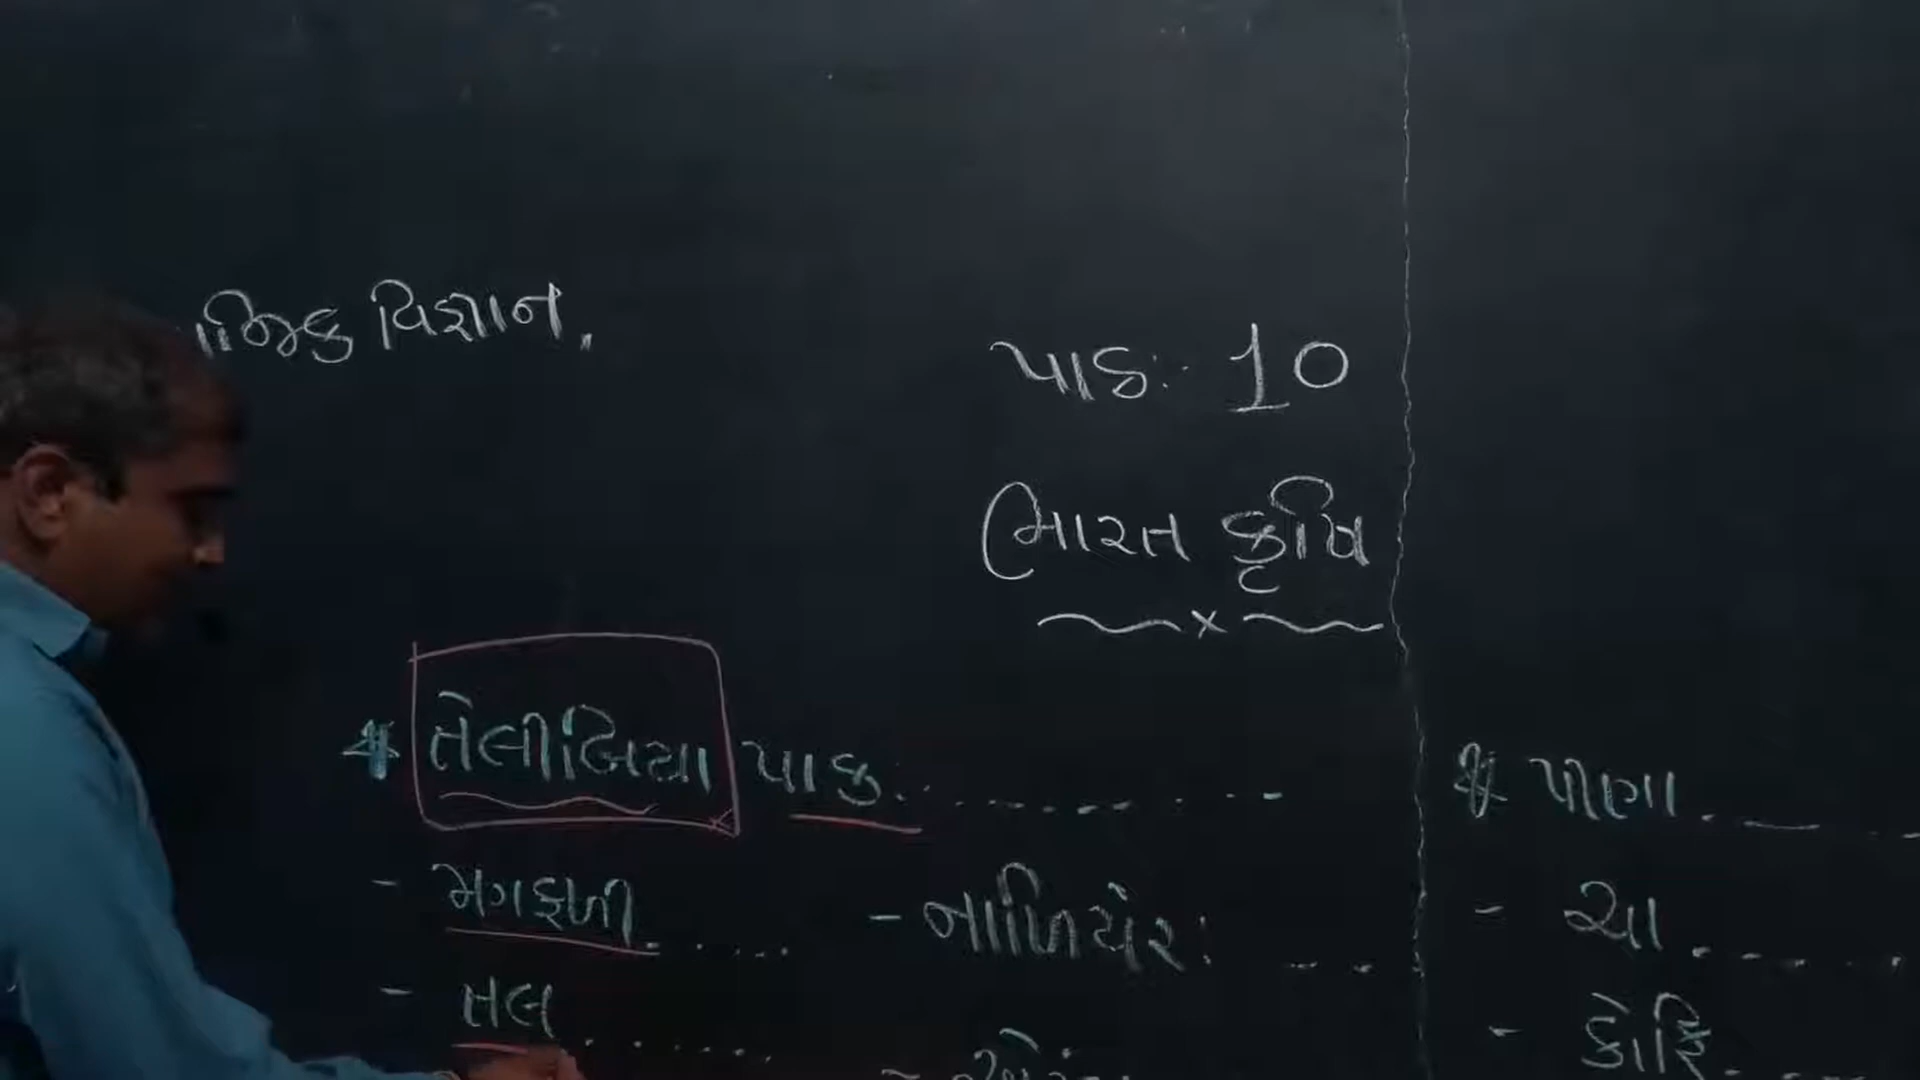 વિજ્ઞાન.
પાઠ: 10
ભારત કૃષિ
* તેલીબિયા પાક
- મગફળી
- નાળિયેર
- તલ
* પીણા
- ચા
- કોફિ